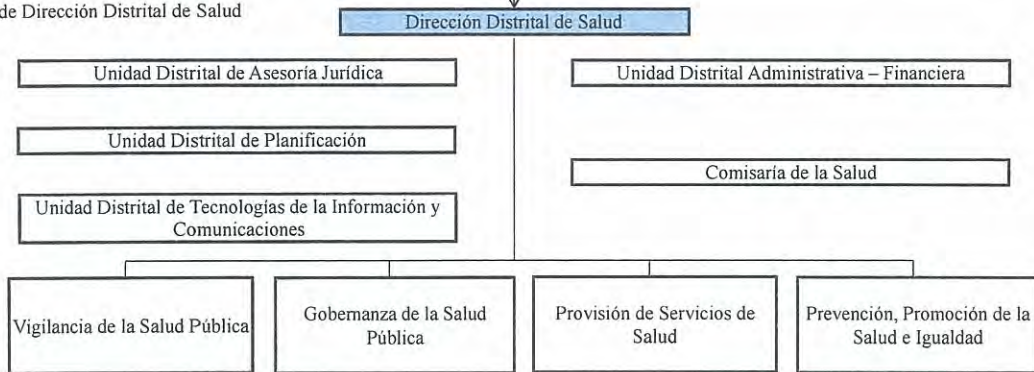 de Dirección Distrital de Salud
Dirección Distrital de Salud
Unidad Distrital de Asesoría Jurídica
Unidad Distrital Administrativa – Financiera
Unidad Distrital de Planificación
Comisaría de la Salud
Unidad Distrital de Tecnologías de la Información y
Comunicaciones
Vigilancia de la Salud Pública
Gobernanza de la Salud
Pública
Provisión de Servicios de
Salud
Prevención, Promoción de la
Salud e Igualdad